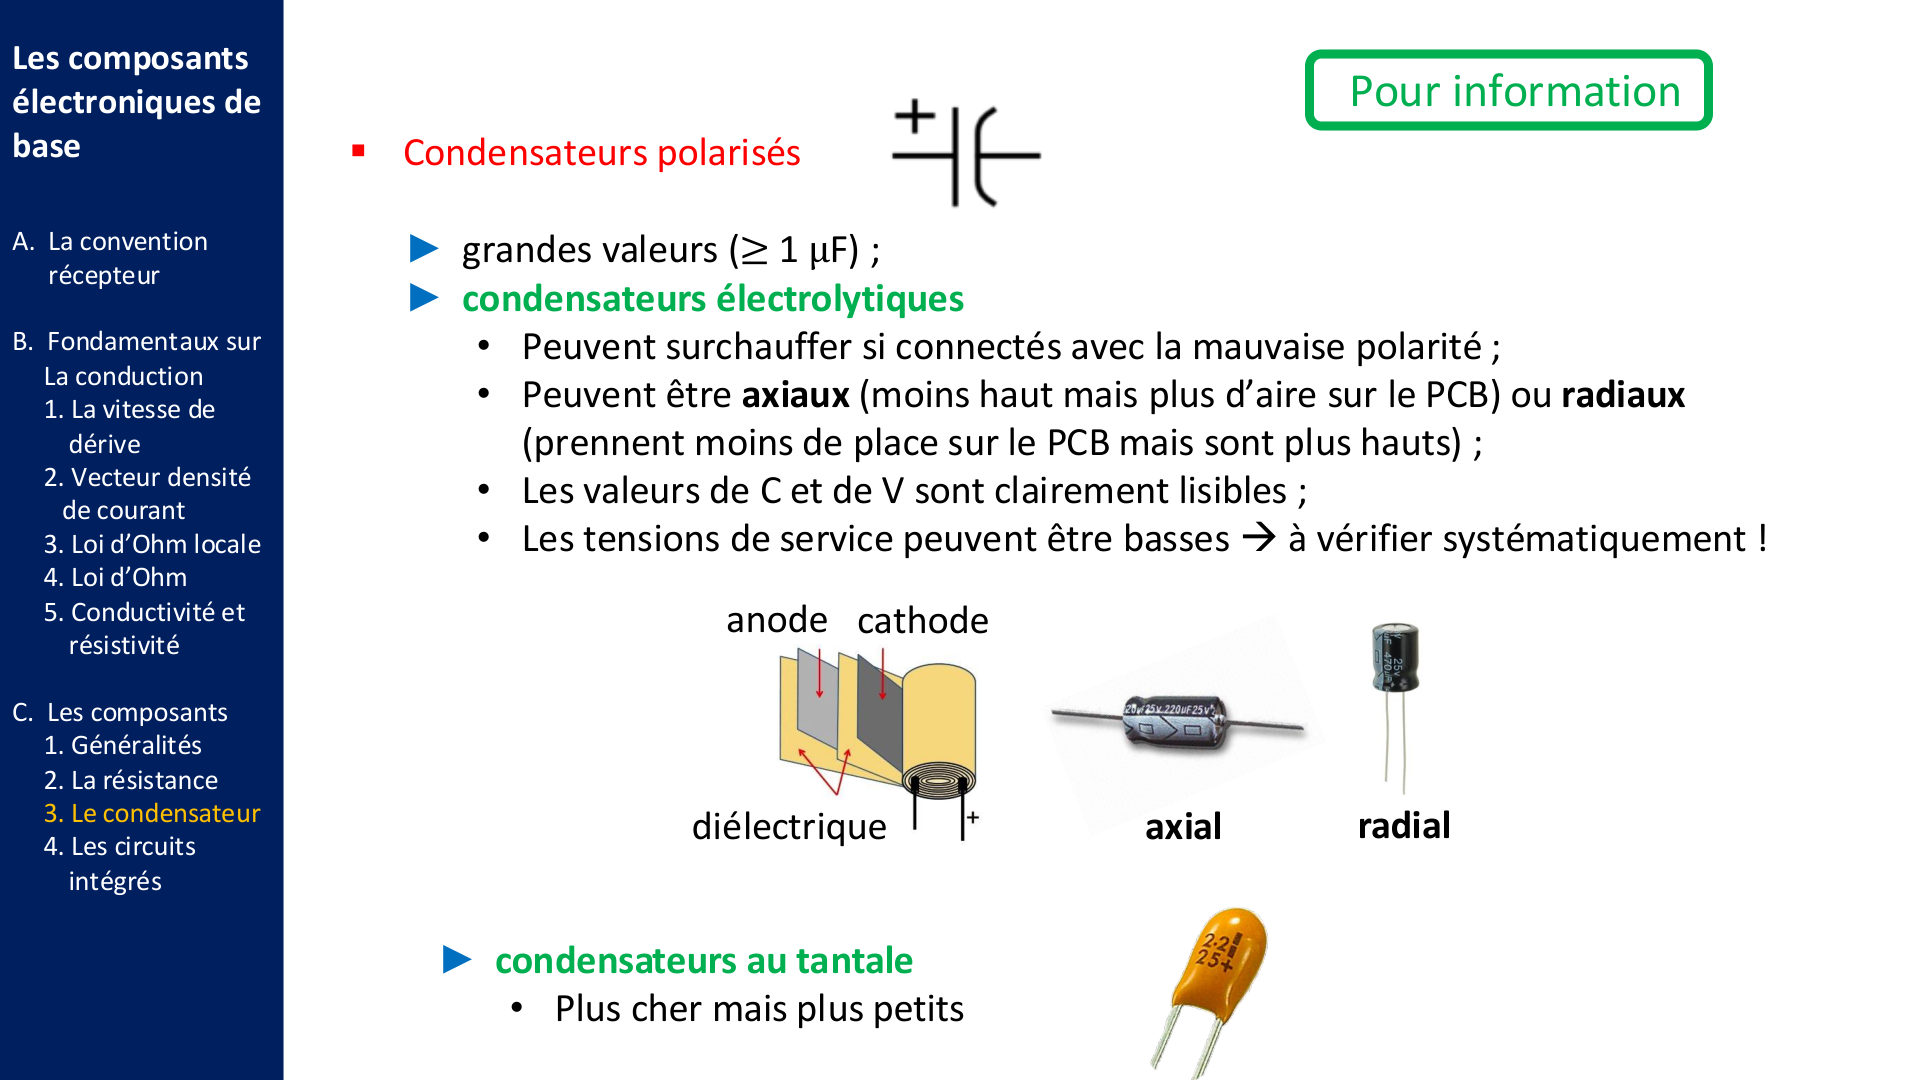 Les composants
électroniques de
base
A. La convention
récepteur
B. Fondamentaux sur
La conduction
1. La vitesse de
dérive
2. Vecteur densité
de courant
3. Loi d’Ohm locale
4. Loi d’Ohm
5. Conductivité et
résistivité
C. Les composants
1. Généralités
2. La résistance
3. Le condensateur
4. Les circuits
intégrés
Pour information
▪ Condensateurs polarisés
+
► grandes valeurs (≥ 1 μF) ;
► condensateurs électrolytiques
• Peuvent surchauffer si connectés avec la mauvaise polarité ;
• Peuvent être axiaux (moins haut mais plus d’aire sur le PCB) ou radiaux
(prennent moins de place sur le PCB mais sont plus hauts) ;
• Les valeurs de C et de V sont clairement lisibles ;
• Les tensions de service peuvent être basses → à vérifier systématiquement !
anode cathode
diélectrique
+
220µF25V
axial
25V
470µF
radial
► condensateurs au tantale
• Plus cher mais plus petits
2.2
25+